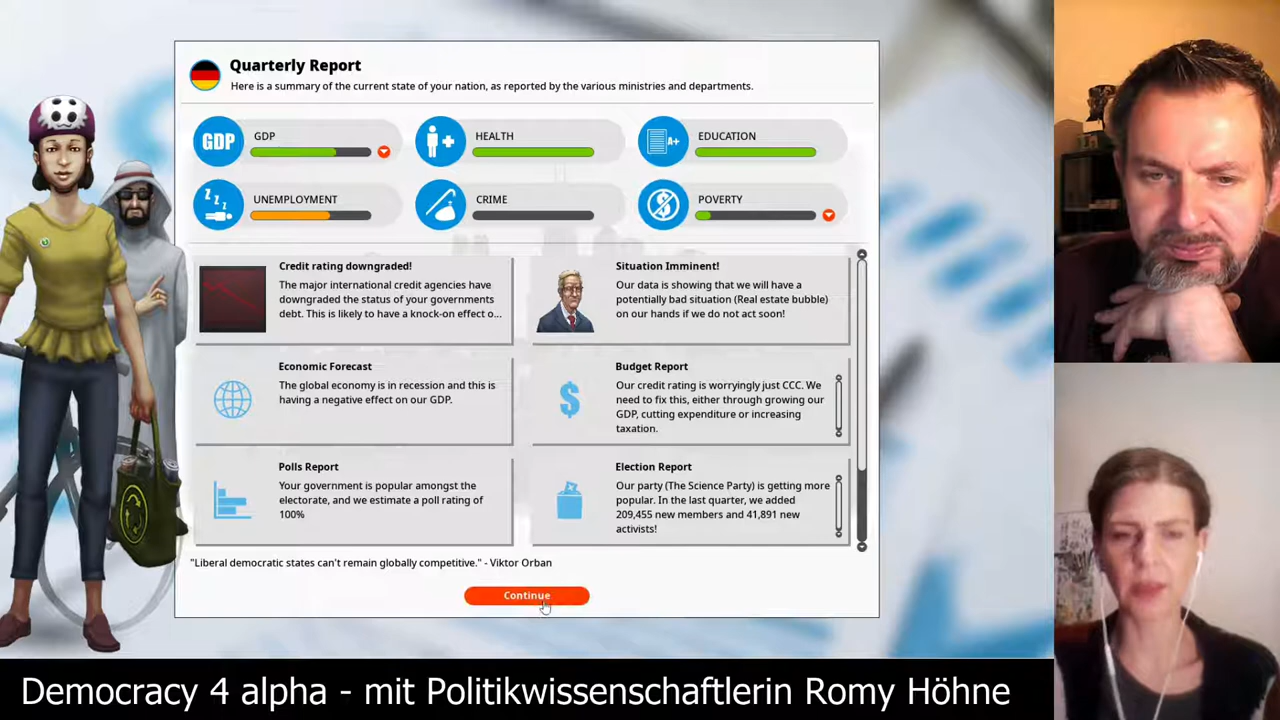 Quarterly Report
Here is a summary of the current state of your nation, as reported by the various ministries and departments.
GDP
GDP
HEALTH
A+
EDUCATION
Z Z Z
UNEMPLOYMENT
CRIME
$
POVERTY
Credit rating downgraded!
The major international credit agencies have
downgraded the status of your governments
debt. This is likely to have a knock-on effect o...
Situation Imminent!
Our data is showing that we will have a
potentially bad situation (Real estate bubble)
on our hands if we do not act soon!
Economic Forecast
The global economy is in recession and this is
having a negative effect on our GDP.
$
Budget Report
Our credit rating is worryingly just CCC. We
need to fix this, either through growing our
GDP, cutting expenditure or increasing
taxation.
Polls Report
Your government is popular amongst the
electorate, and we estimate a poll rating of
100%
Election Report
Our party (The Science Party) is getting more
popular. In the last quarter, we added
209,455 new members and 41,891 new
activists!
"Liberal democratic states can't remain globally competitive." - Viktor Orban
Continue
Democracy 4 alpha - mit Politikwissenschaftlerin Romy Höhne